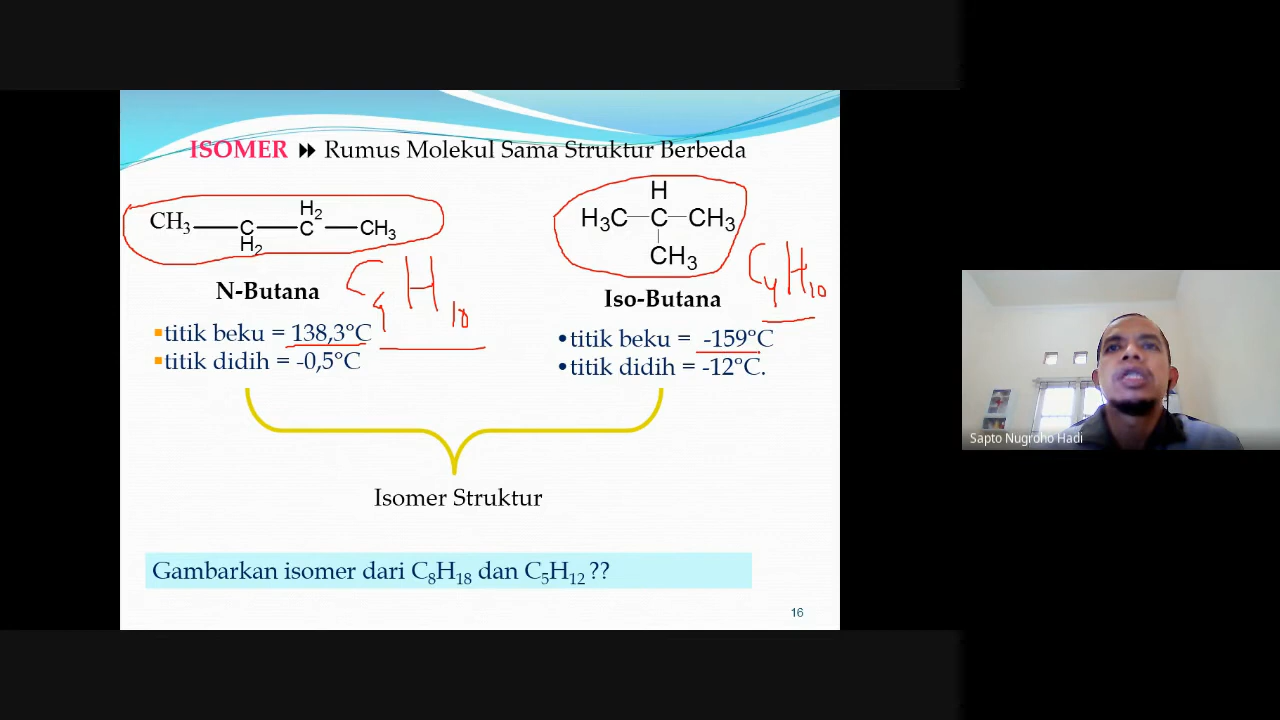 ISOMER Rumus Molekul Sama Struktur Berbeda
CH₃ C H₂ C H₂ CH₃
C₄H₁₀
N-Butana
▪titik beku = 138,3°C
▪titik didih = -0,5°C
H
H₃C C CH₃
CH₃
C₄H₁₀
Iso-Butana
•titik beku = -159°C
•titik didih = -12°C.
Isomer Struktur
Gambarkan isomer dari C₈H₁₈ dan C₅H₁₂ ??
16
Sapto Nugroho Hadi